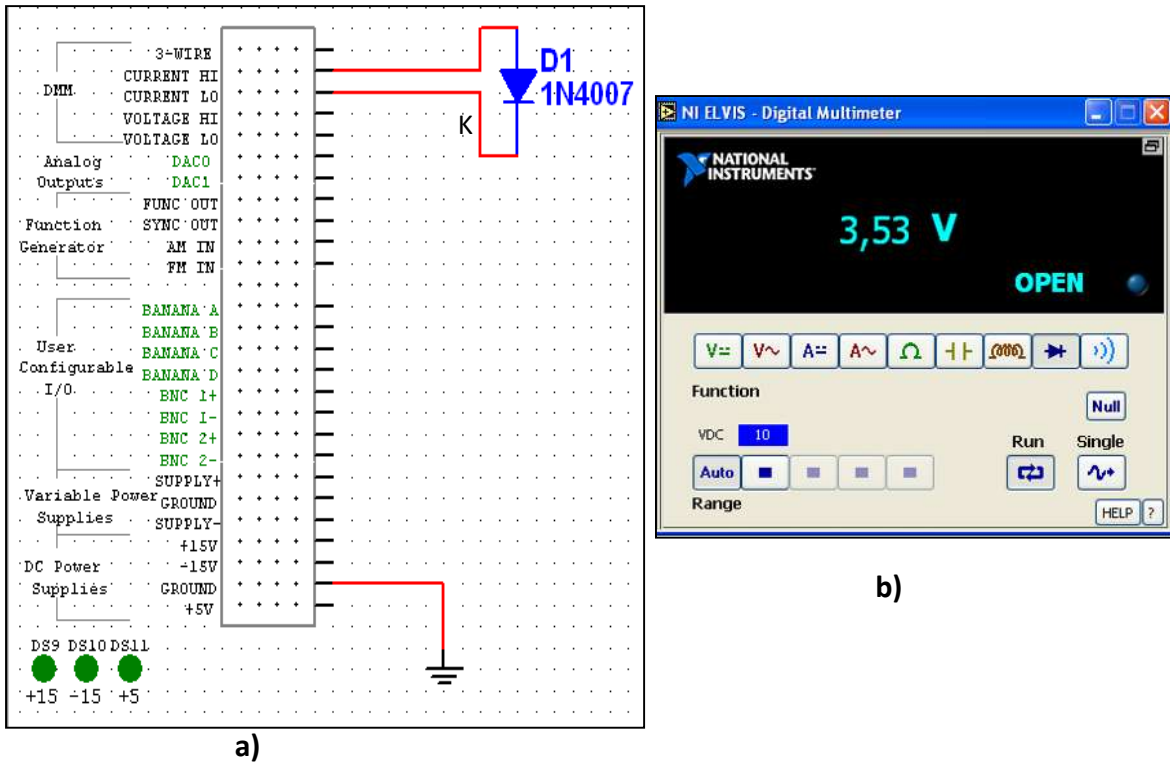 3-WIRE
CURRENT HI
DMM
CURRENT LO
VOLTAGE HI
VOLTAGE LO
Analog
Outputs
DAC0
DAC1
FUNC OUT
Function
Generator
SYNC OUT
AM IN
FM IN
BANANA A
BANANA B
User
Configurable
I/O
BANANA C
BANANA D
BNC 1+
BNC 1-
BNC 2+
BNC 2-
SUPPLY+
Variable Power
Supplies
GROUND
SUPPLY-
+15V
DC Power
Supplies
-15V
GROUND
+5V
DS9 DS10 DS11
+15 -15 +5
D1
1N4007
K
a)
NI ELVIS - Digital Multimeter
NATIONAL
INSTRUMENTS
3,53 V
OPEN
V= V~ A= A~ Ω
Function
Null
VDC 10
Run Single
Auto
Range
HELP ?
b)